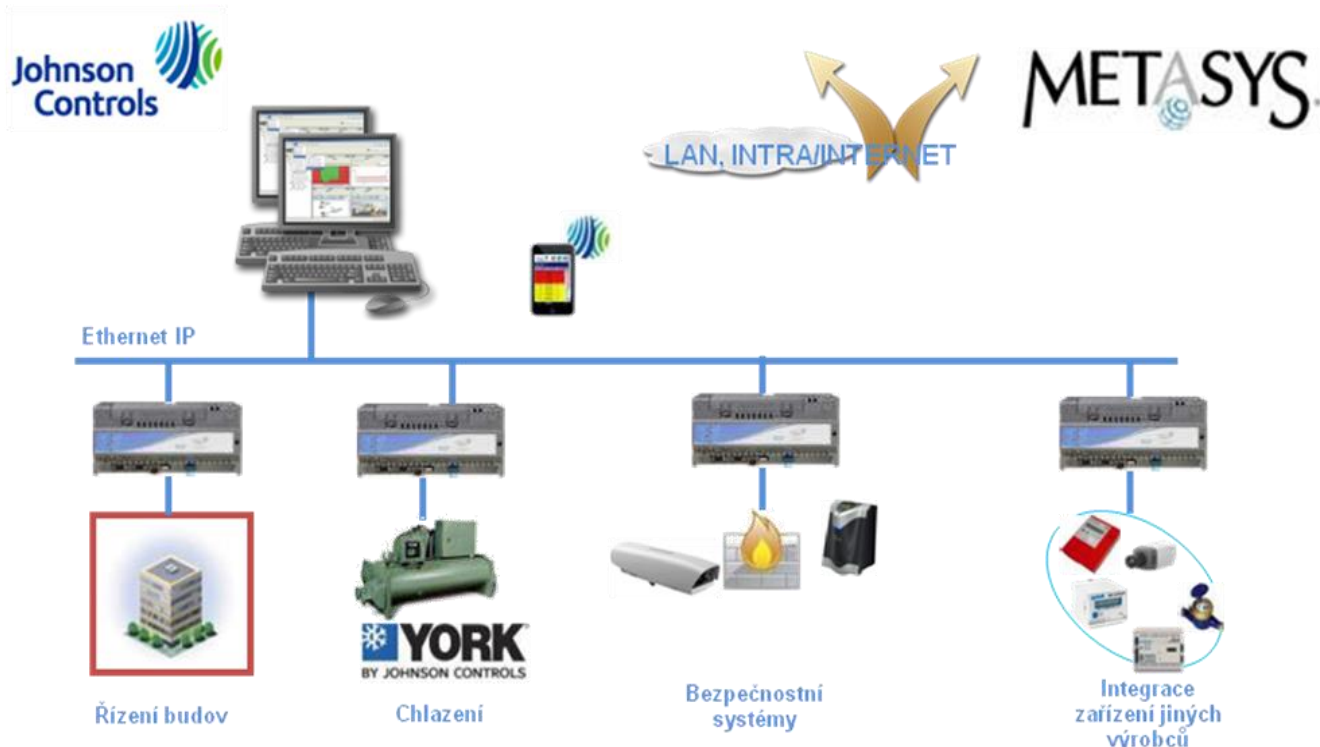 Johnson
Controls
METASYS
LAN, INTRA/INTERNET
Ethernet IP
YORK
BY JOHNSON CONTROLS
Řízení budov
Chlazení
Bezpečnostní
systémy
Integrace
zařízení jiných
výrobců